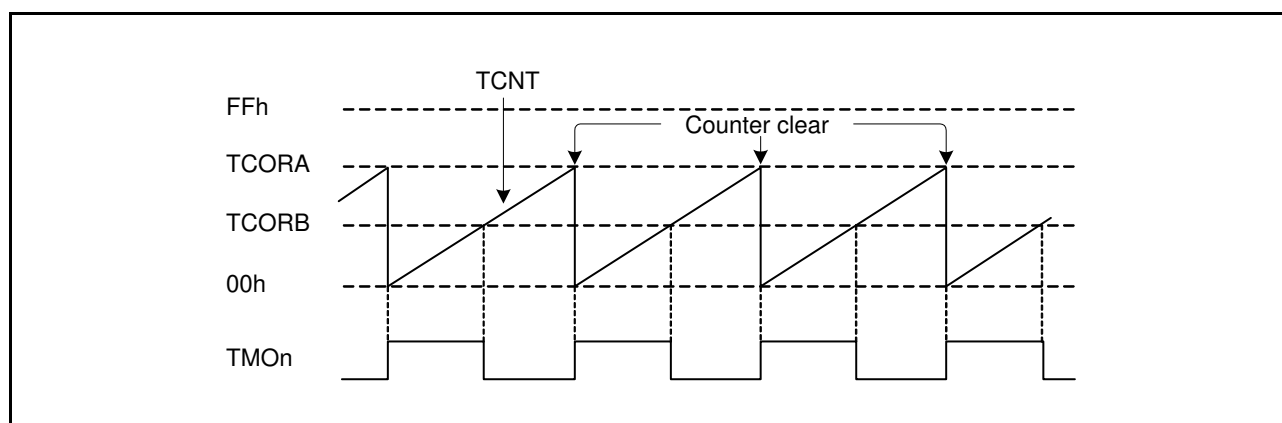 TCNT
FFh
Counter clear
TCORA
TCORB
00h
TMOn